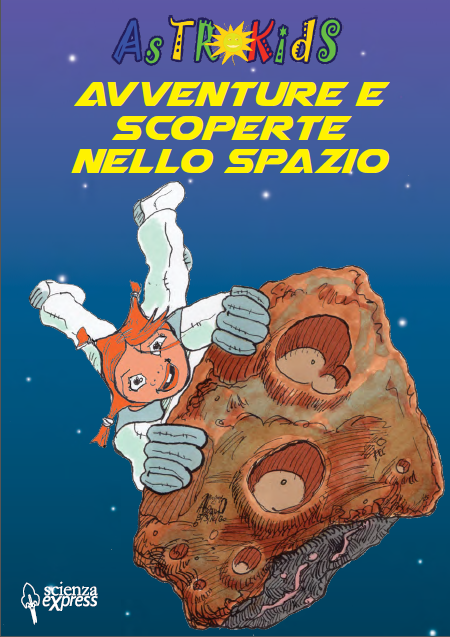 AsTROKidS
AVVENTURE E
SCOPERTE
NELLO SPAZIO
scienza
express